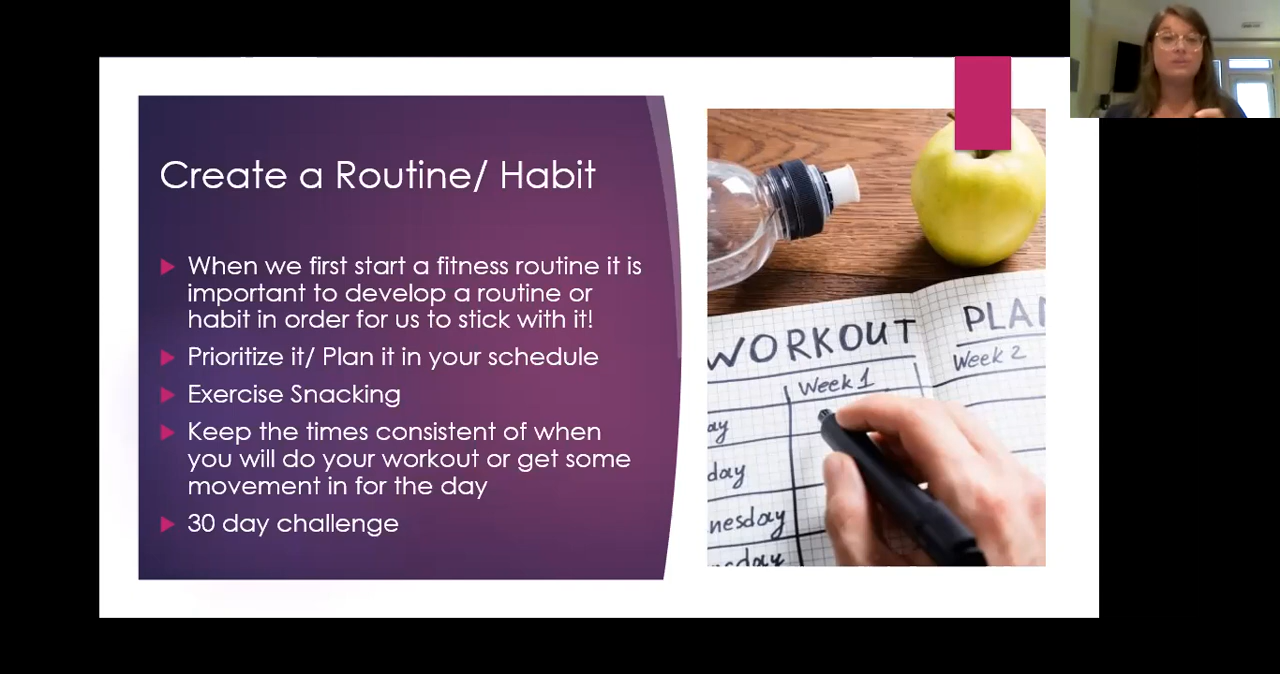 Create a Routine/ Habit
When we first start a fitness routine it is
important to develop a routine or
habit in order for us to stick with it!
Prioritize it/ Plan it in your schedule
Exercise Snacking
Keep the times consistent of when
you will do your workout or get some
movement in for the day
30 day challenge
WORKOUT
PLAN
Week 1
Week 2
ay
day
nesday
sday